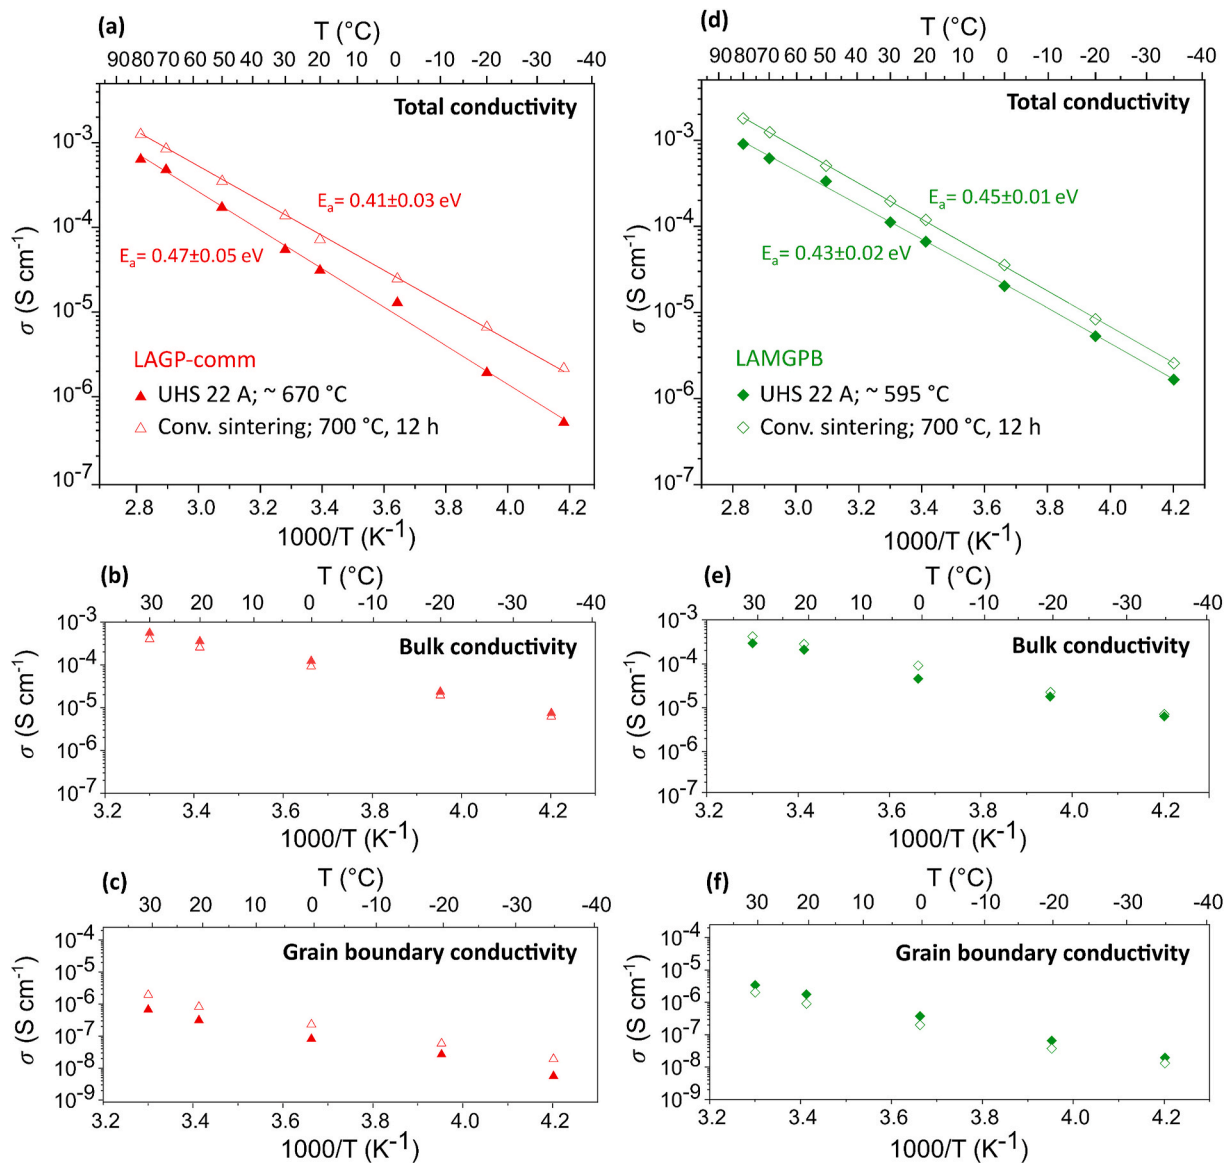 (a)
T (°C)
90 80 70 60 50 40 30 20 10 0 -10 -20 -30 -40
Total conductivity
10-3
10-4
10-5
10-6
10-7
σ (S cm-1)
Ea= 0.41±0.03 eV
Ea= 0.47±0.05 eV
LAGP-comm
UHS 22 A; ~ 670 °C
Conv. sintering; 700 °C, 12 h
2.8 3.0 3.2 3.4 3.6 3.8 4.0 4.2
1000/T (K-1)
(b)
T (°C)
30 20 10 0 -10 -20 -30 -40
Bulk conductivity
10-3
10-4
10-5
10-6
10-7
σ (S cm-1)
3.2 3.4 3.6 3.8 4.0 4.2
1000/T (K-1)
(c)
T (°C)
30 20 10 0 -10 -20 -30 -40
Grain boundary conductivity
10-4
10-5
10-6
10-7
10-8
10-9
σ (S cm-1)
3.2 3.4 3.6 3.8 4.0 4.2
1000/T (K-1)
(d)
T (°C)
90 80 70 60 50 40 30 20 10 0 -10 -20 -30 -40
Total conductivity
10-3
10-4
10-5
10-6
10-7
σ (S cm-1)
Ea= 0.45±0.01 eV
Ea= 0.43±0.02 eV
LAMGPB
UHS 22 A; ~ 595 °C
Conv. sintering; 700 °C, 12 h
2.8 3.0 3.2 3.4 3.6 3.8 4.0 4.2
1000/T (K-1)
(e)
T (°C)
30 20 10 0 -10 -20 -30 -40
Bulk conductivity
10-3
10-4
10-5
10-6
10-7
σ (S cm-1)
3.2 3.4 3.6 3.8 4.0 4.2
1000/T (K-1)
(f)
T (°C)
30 20 10 0 -10 -20 -30 -40
Grain boundary conductivity
10-4
10-5
10-6
10-7
10-8
10-9
σ (S cm-1)
3.2 3.4 3.6 3.8 4.0 4.2
1000/T (K-1)